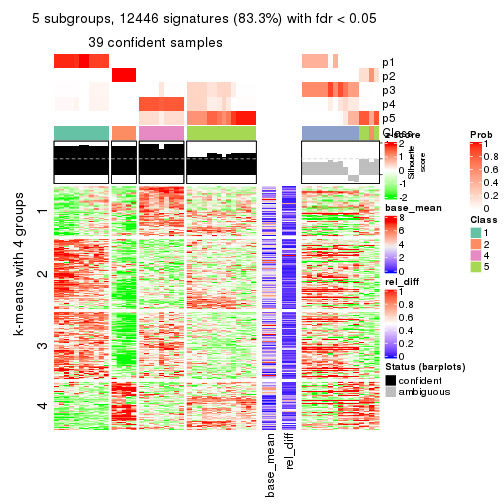 5 subgroups, 12446 signatures (83.3%) with fdr < 0.05
39 confident samples
p1
p2
p3
p4
p5
Class
Silhouette
score
k-means with 4 groups
1
2
3
4
base_mean
rel_diff
z-score
2
1
0
-1
-2
base_mean
8
6
4
2
0
rel_diff
1
0.8
0.6
0.4
0.2
0
Status (barplots)
confident
ambiguous
Prob
1
0.8
0.6
0.4
0.2
0
Class
1
2
4
5